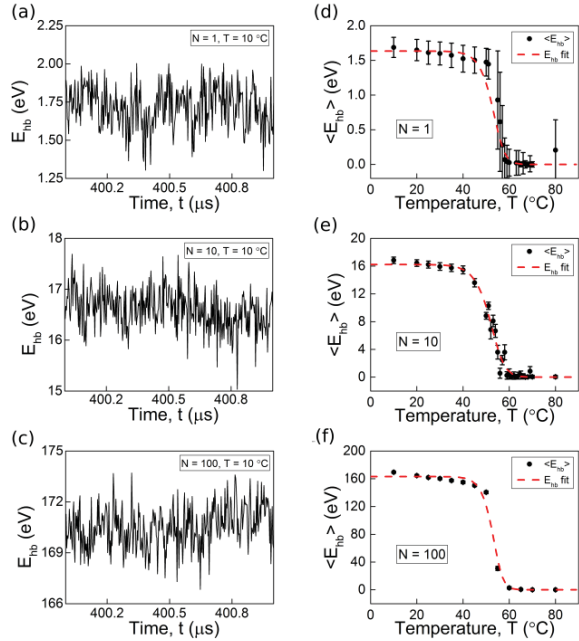 (a)
N = 1, T = 10 °C
E_hb (eV)
2.00
1.75
1.50
1.25
400.2 400.5 400.8
Time, t (μs)
(d)
<E_hb>
E_hb fit
N = 1
<E_hb> (eV)
2.0
1.6
1.2
0.8
0.4
0.0
0 20 40 60 80
Temperature, T (°C)
(b)
N = 10, T = 10 °C
E_hb (eV)
18
17
16
15
400.2 400.5 400.8
Time, t (μs)
(e)
<E_hb>
E_hb fit
N = 10
<E_hb> (eV)
20
16
12
8
4
0
0 20 40 60 80
Temperature, T (°C)
(c)
N = 100, T = 10 °C
E_hb (eV)
175
172
169
166
400.2 400.5 400.8
Time, t (μs)
(f)
<E_hb>
E_hb fit
N = 100
<E_hb> (eV)
200
160
120
80
40
0
0 20 40 60 80
Temperature, T (°C)